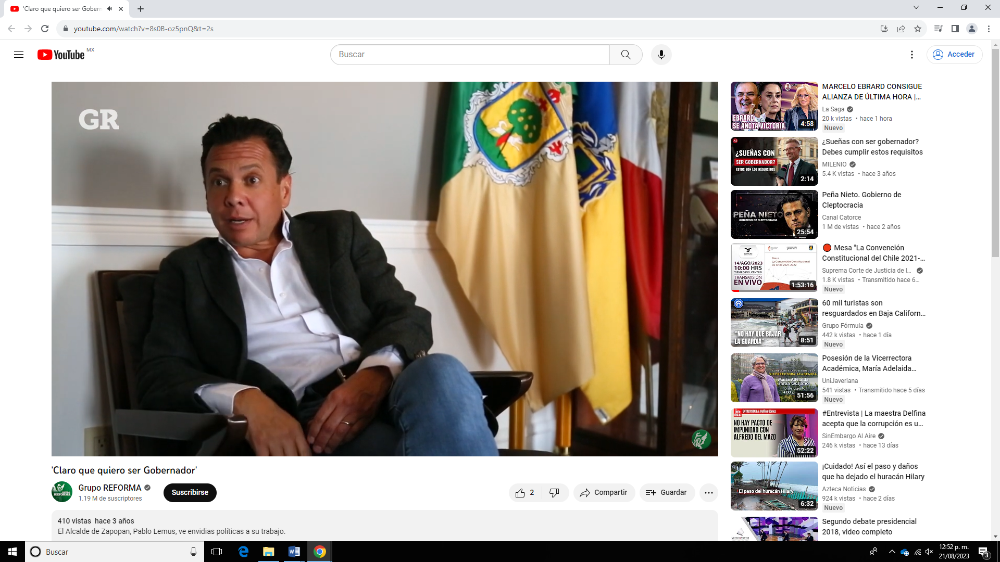 'Claro que quiero ser Gobern
youtube.com/watch?v=8s0B-oz5pnQ&t=2s
YouTube MX
Buscar
Acceder
GR
'Claro que quiero ser Gobernador'
Grupo REFORMA
1.19 M de suscriptores
Suscribirse
2
Compartir
Guardar
410 vistas hace 3 años
El Alcalde de Zapopan, Pablo Lemus, ve envidias políticas a su trabajo.
EBRARD
SE ANOTA VICTORIA
4:58
MARCELO EBRARD CONSIGUE
ALIANZA DE ÚLTIMA HORA |...
La Saga
20 k vistas • hace 1 hora
Nuevo
¿SUEÑAS CON
SER GOBERNADOR?
ESTOS SON LOS REQUISITOS
2:14
¿Sueñas con ser gobernador?
Debes cumplir estos requisitos
MILENIO
5.4 K vistas • hace 3 años
PEÑA NIETO
GOBIERNO DE CLEPTOCRACIA
25:54
Peña Nieto. Gobierno de
Cleptocracia
Canal Catorce
1 M de vistas • hace 2 años
14/AGO/2023
10:00 HRS
TIEMPO DEL CENTRO
TRANSMISIÓN
EN VIVO
Mesa
La Convención Constitucional
de Chile 2021-2022
1:53:16
Mesa "La Convención
Constitucional del Chile 2021-...
Suprema Corte de Justicia de l...
1.8 K vistas • Transmitido hace 6...
Nuevo
"NO HAY QUE BAJAR
LA GUARDIA"
8:51
60 mil turistas son
resguardados en Baja Californ...
Grupo Fórmula
442 k vistas • hace 1 día
Nuevo
CONÉCTATE A LA POSESIÓN DE LA
VICERRECTORA ACADÉMICA
María Adelaida
Farah Quijano
15 de agosto
4:00 p
51:56
Posesión de la Vicerrectora
Académica, María Adelaida...
UniJaveriana
541 vistas • Transmitido hace 5 días
Nuevo
ENTREVISTAN A: Delfina Gómez
NO HAY PACTO DE
IMPUNIDAD CON
ALFREDO DEL MAZO
52:22
#Entrevista | La maestra Delfina
acepta que la corrupción es u...
SinEmbargo Al Aire
246 k vistas • hace 13 días
El paso del huracán Hilary
6:32
¡Cuidado! Así el paso y daños
que ha dejado el huracán Hilary
Azteca Noticias
924 k vistas • hace 2 días
Nuevo
Segundo debate presidencial
2018, video completo
Buscar
12:52 p. m.
21/08/2023
3